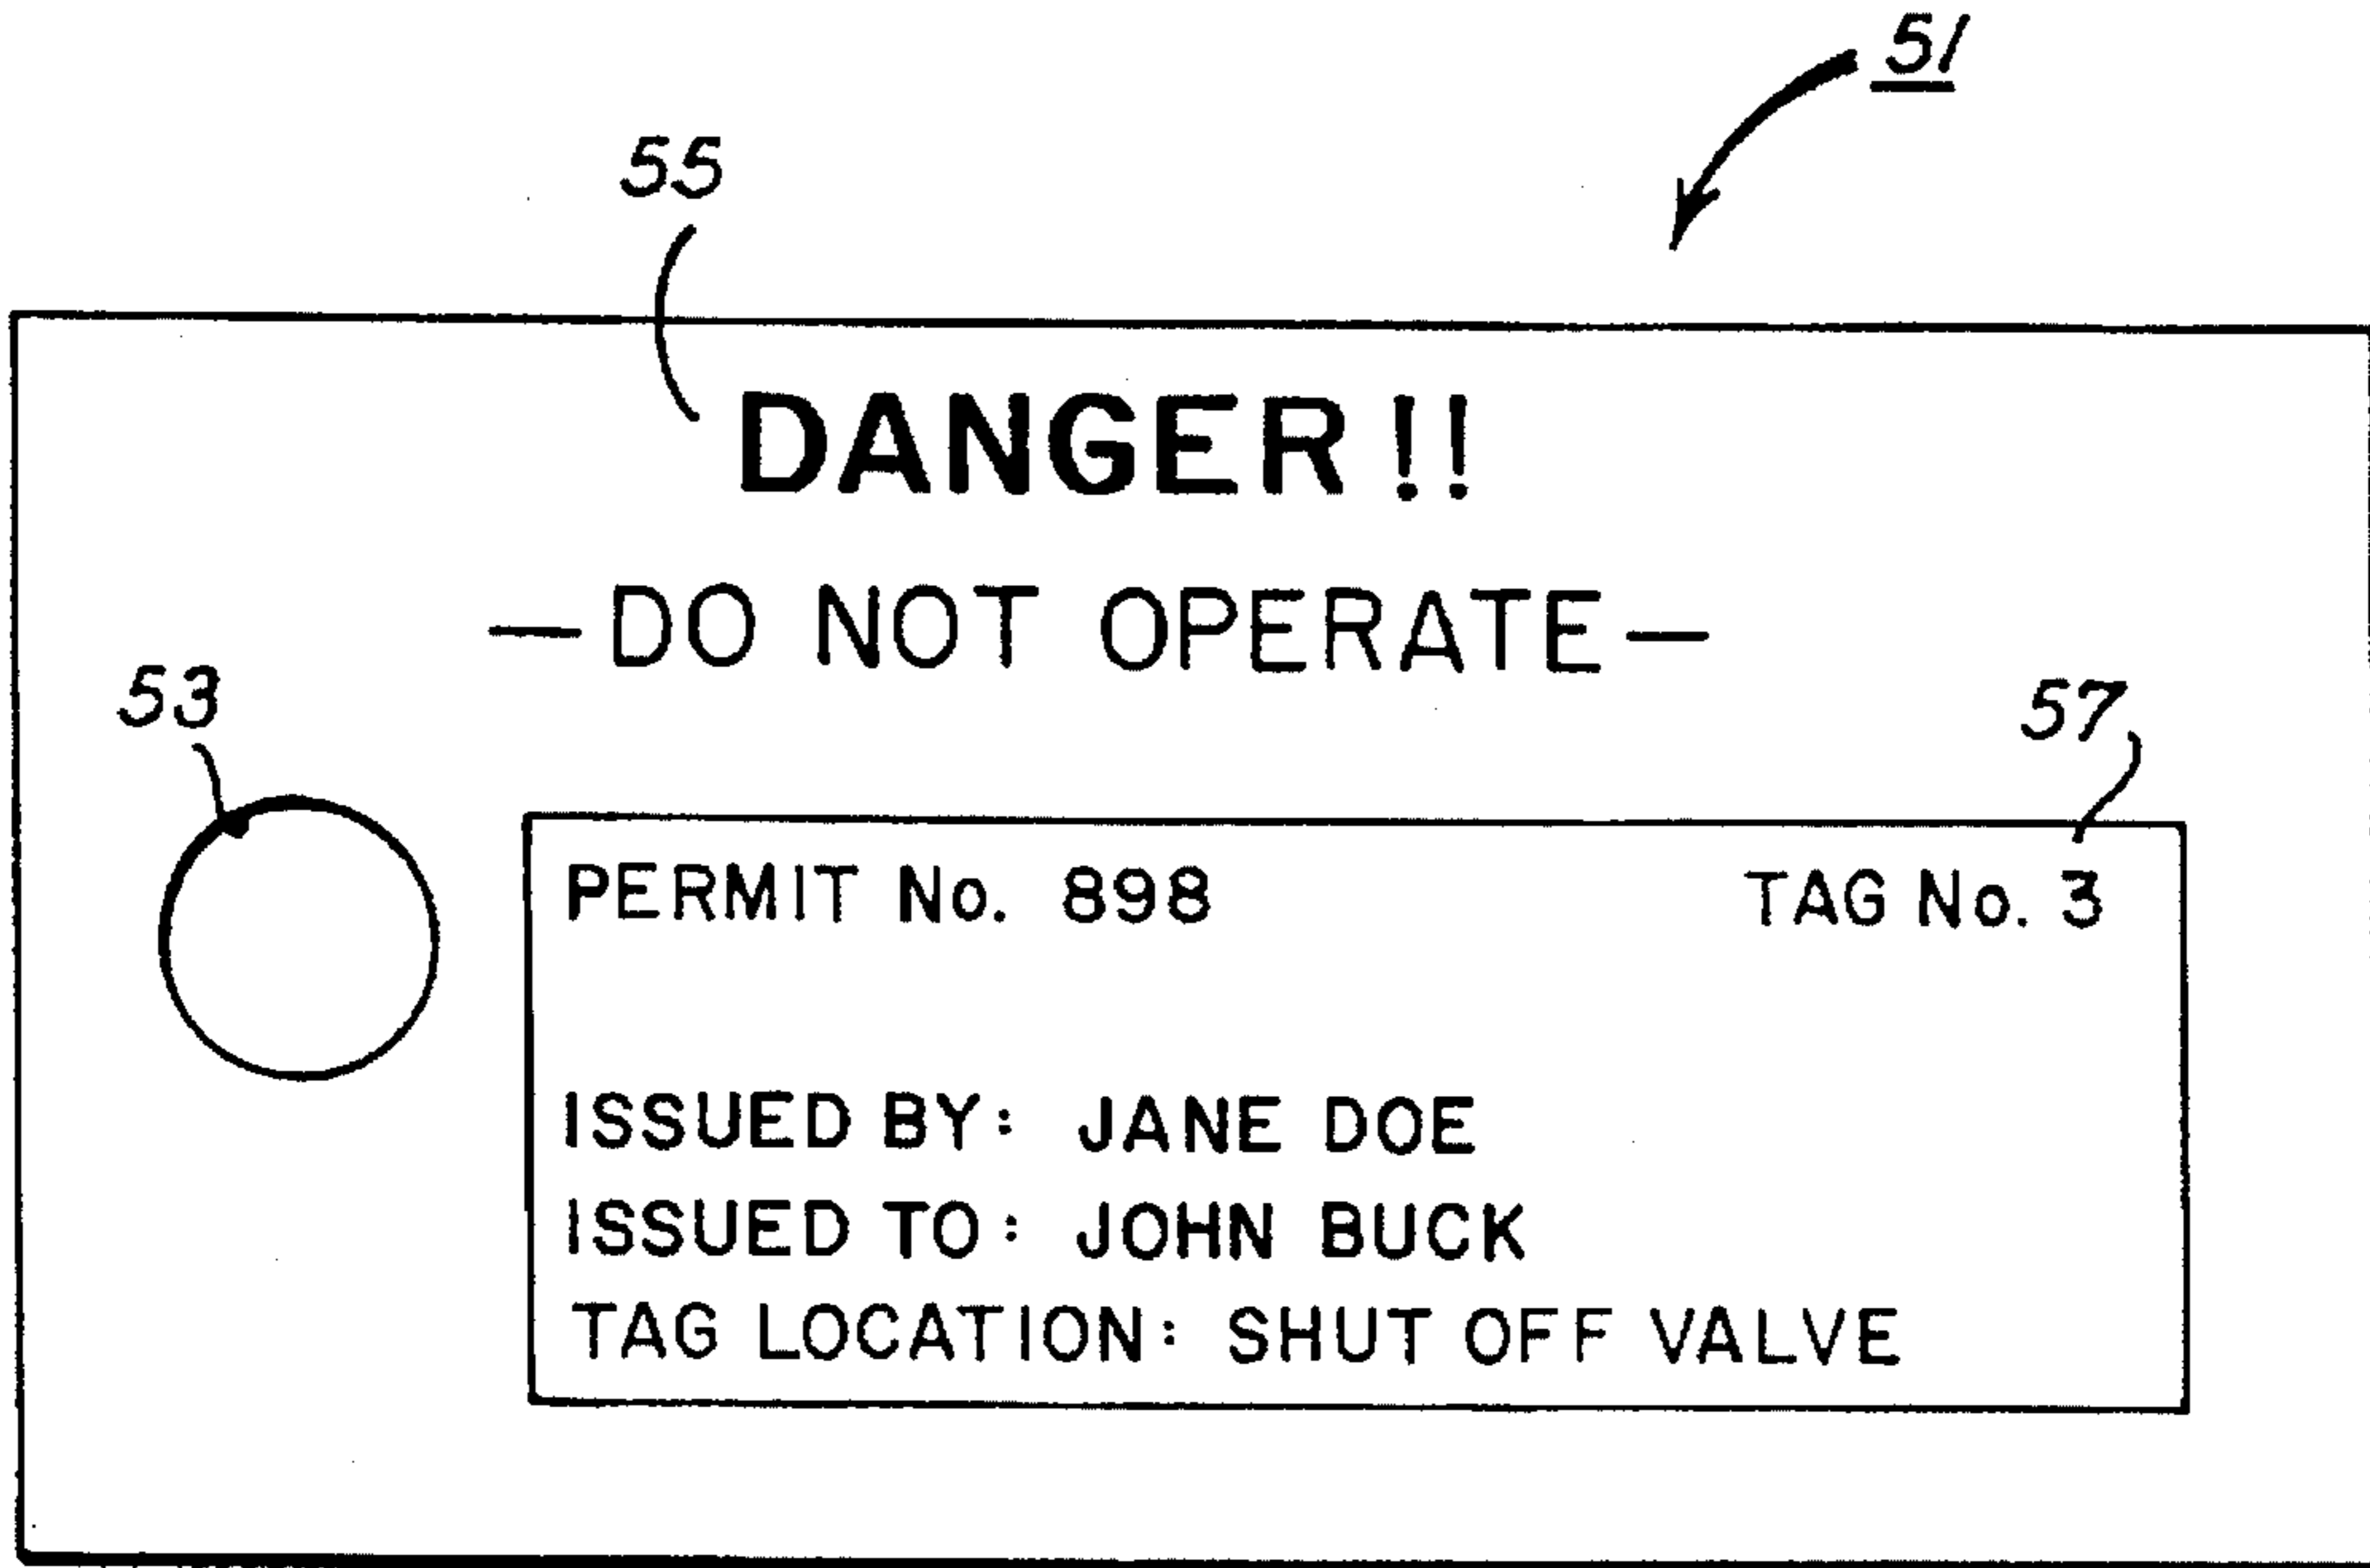 51
55
DANGER!!
—DO NOT OPERATE—
53
57
PERMIT No. 898 TAG No. 3
ISSUED BY: JANE DOE
ISSUED TO: JOHN BUCK
TAG LOCATION: SHUT OFF VALVE